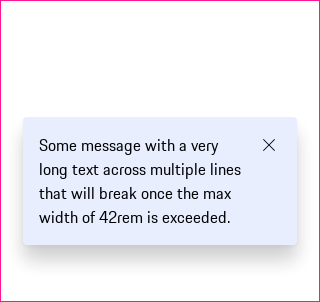 Some message with a very
long text across multiple lines
that will break once the max
width of 42rem is exceeded.